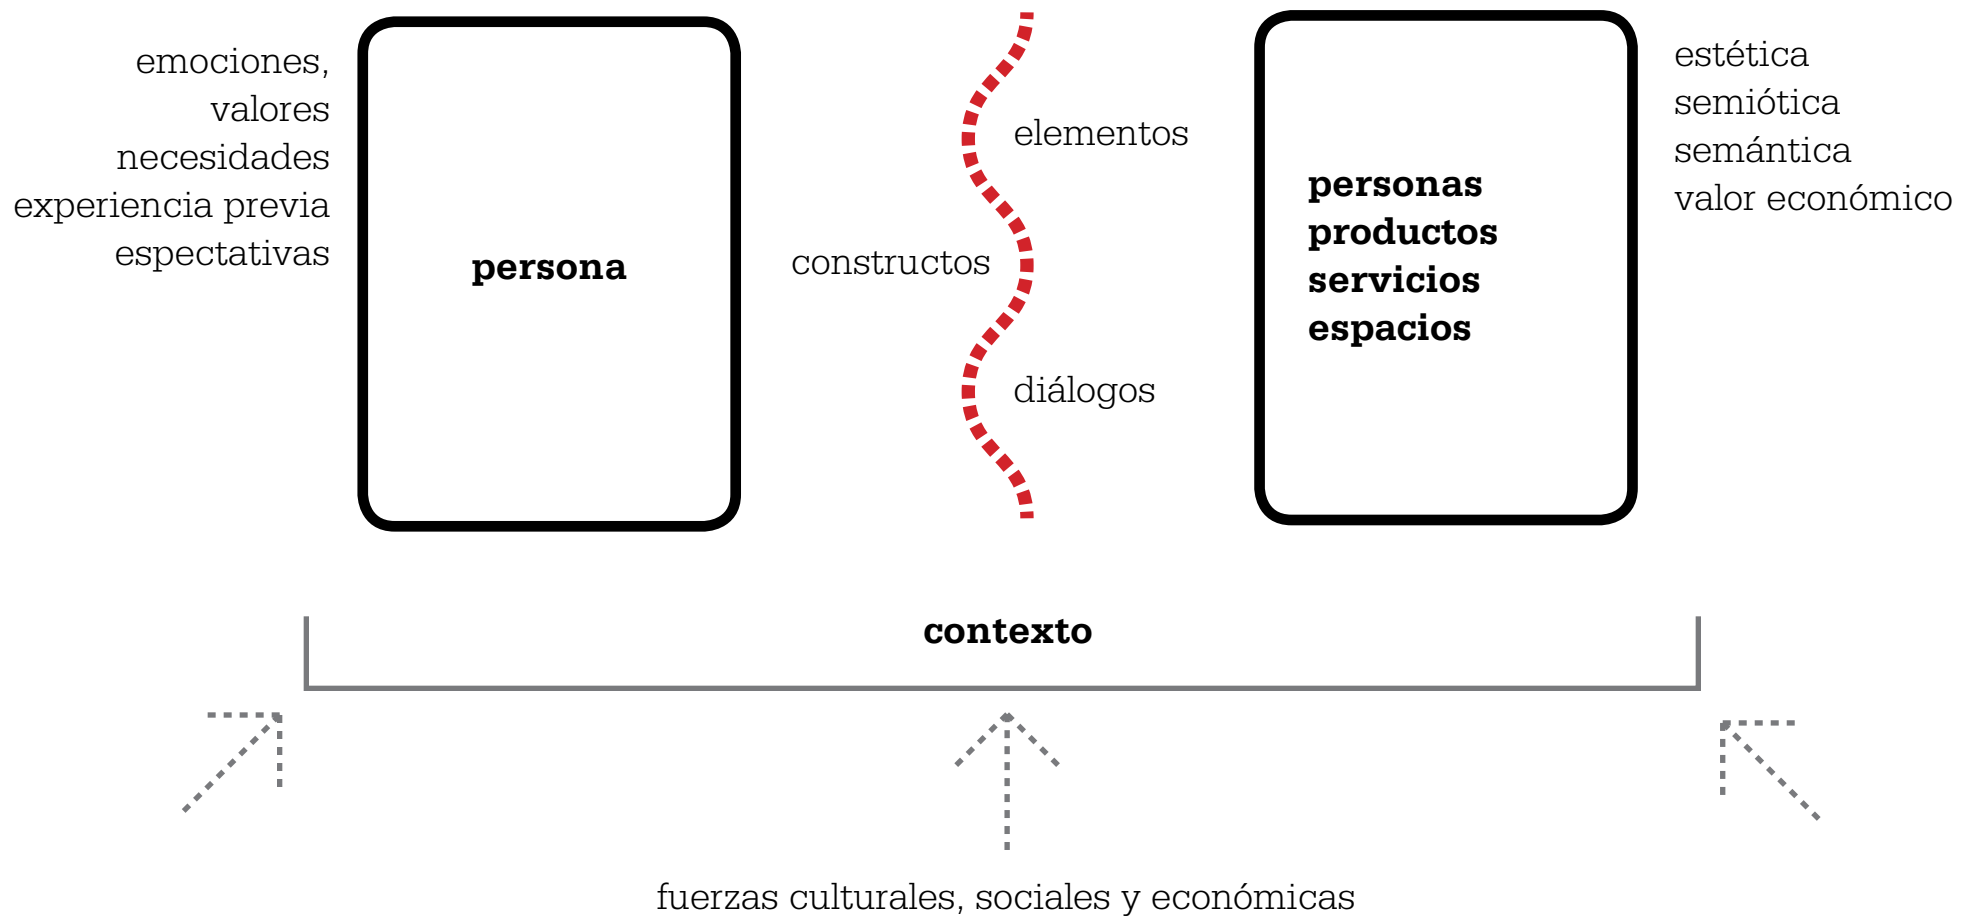 emociones,
valores
necesidades
experiencia previa
espectativas
persona
elementos
constructos
diálogos
personas
productos
servicios
espacios
estética
semiótica
semántica
valor económico
contexto
fuerzas culturales, sociales y económicas